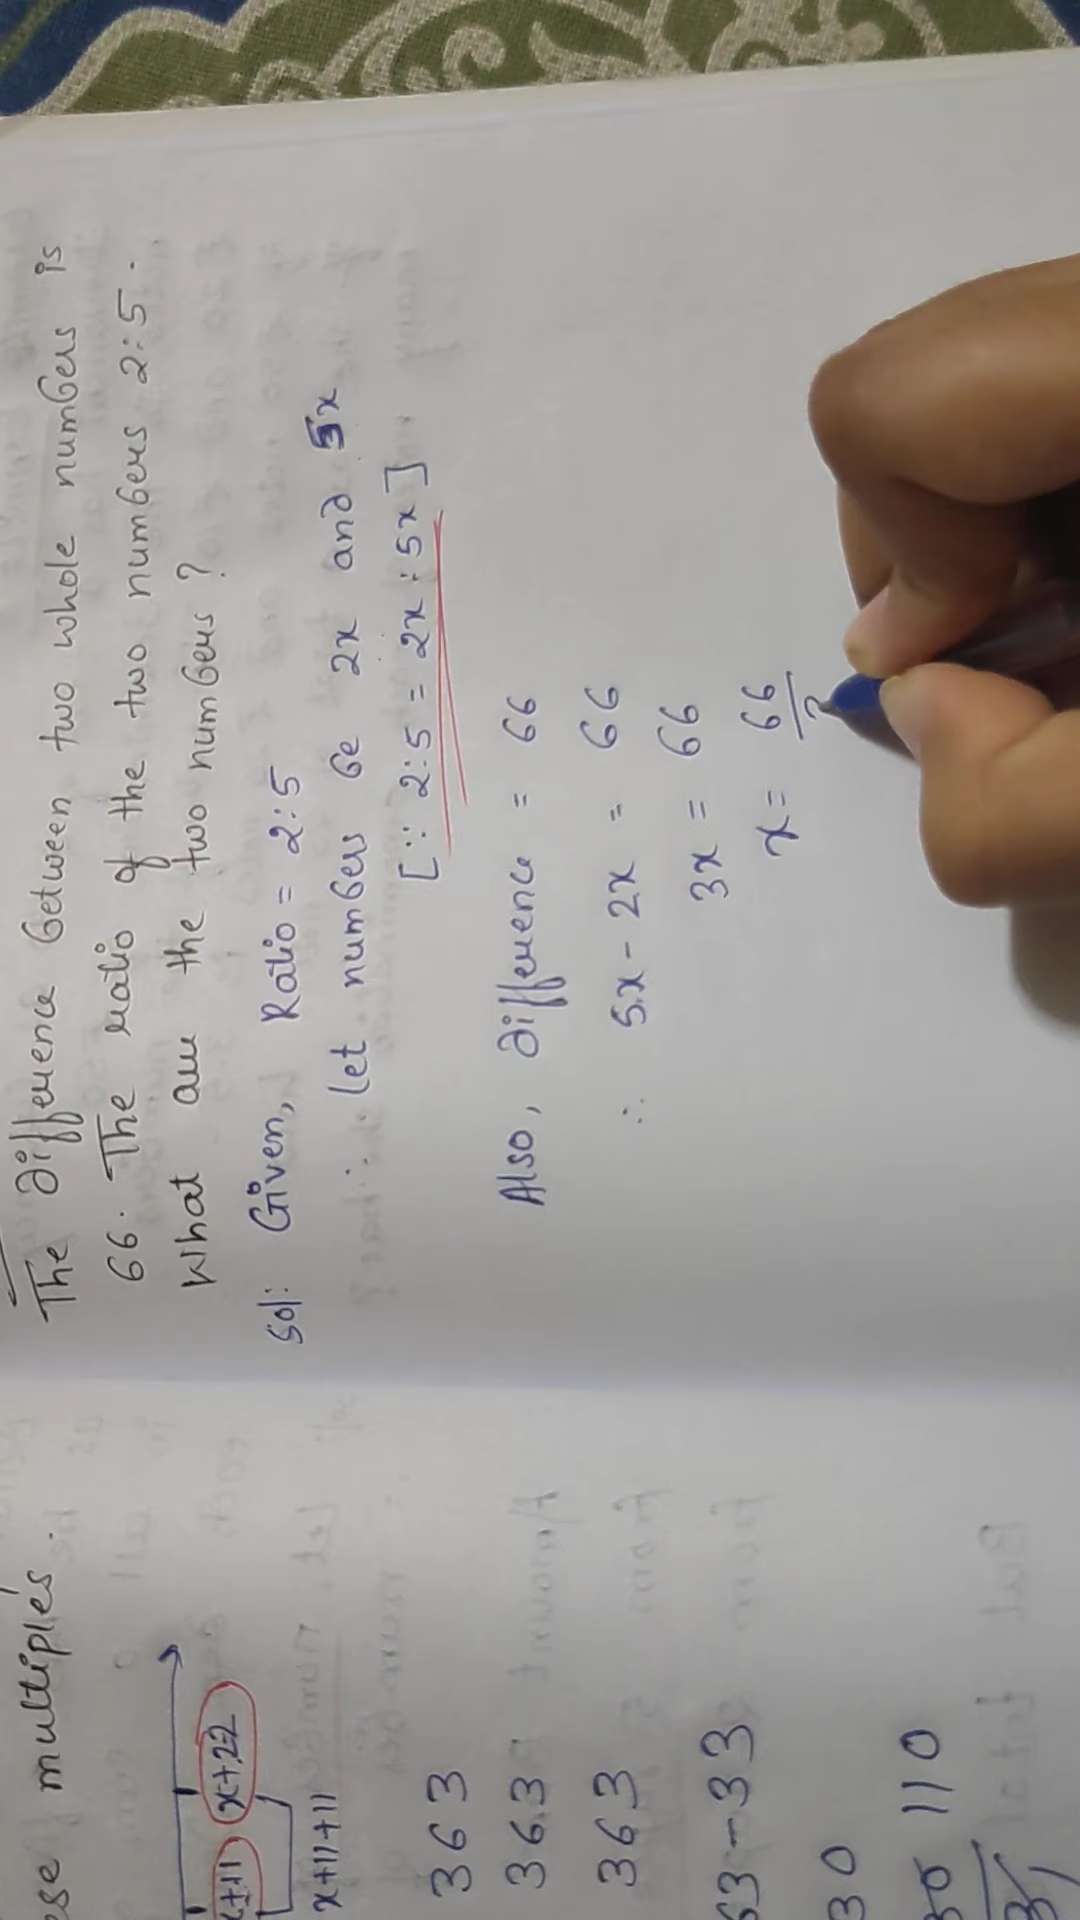 The difference between two whole numbers is
66. The ratio of the two numbers 2:5.
What are the two numbers?
Sol: Given, Ratio = 2:5
∴ Let numbers be 2x and 5x
[∵ 2:5 = 2x : 5x]
Also, difference = 66
∴ 5x - 2x = 66
3x = 66
x = 66
multiples.
x+22
x+11+11
363
363
363
63-33
30
110